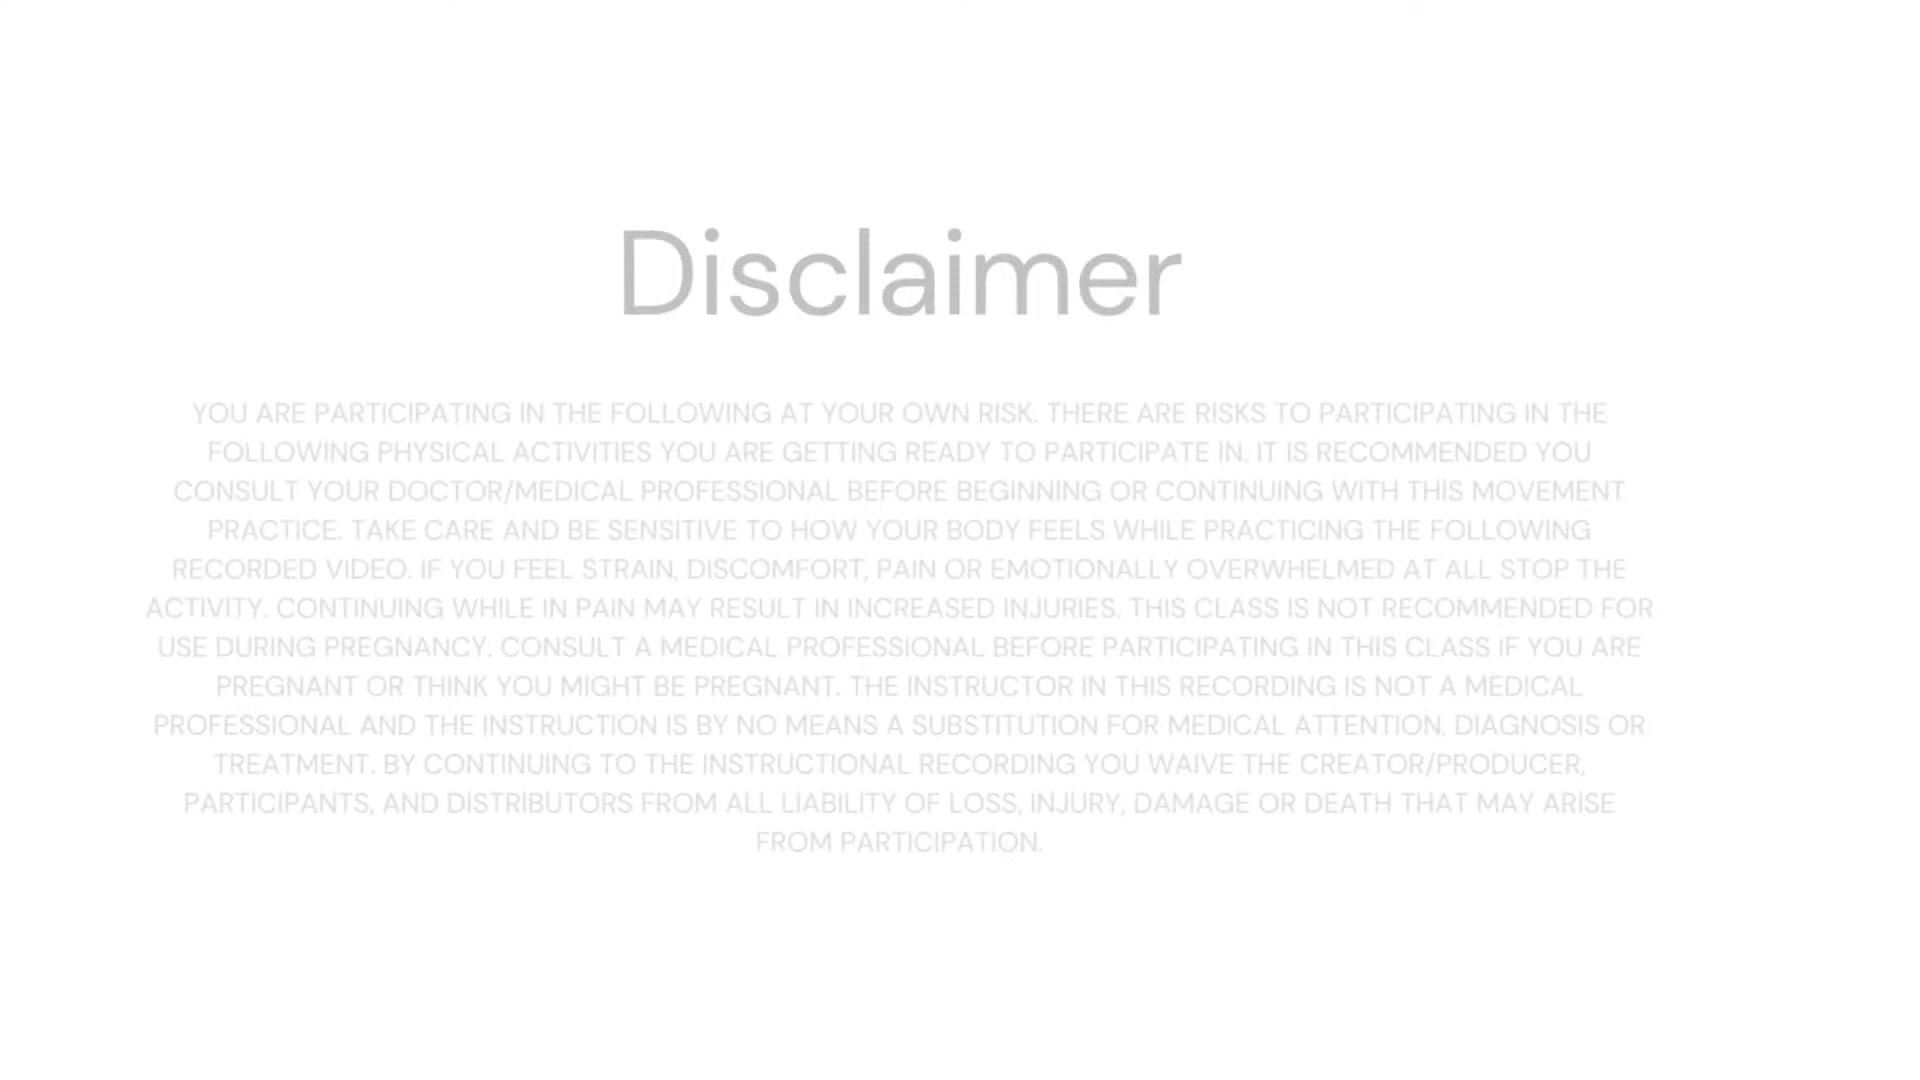 Disclaimer
YOU ARE PARTICIPATING IN THE FOLLOWING AT YOUR OWN RISK. THERE ARE RISKS TO PARTICIPATING IN THE
FOLLOWING PHYSICAL ACTIVITIES YOU ARE GETTING READY TO PARTICIPATE IN. IT IS RECOMMENDED YOU
CONSULT YOUR DOCTOR/MEDICAL PROFESSIONAL BEFORE BEGINNING OR CONTINUING WITH THIS MOVEMENT
PRACTICE. TAKE CARE AND BE SENSITIVE TO HOW YOUR BODY FEELS WHILE PRACTICING THE FOLLOWING
RECORDED VIDEO. IF YOU FEEL STRAIN, DISCOMFORT, PAIN OR EMOTIONALLY OVERWHELMED AT ALL STOP THE
ACTIVITY. CONTINUING WHILE IN PAIN MAY RESULT IN INCREASED INJURIES. THIS CLASS IS NOT RECOMMENDED FOR
USE DURING PREGNANCY. CONSULT A MEDICAL PROFESSIONAL BEFORE PARTICIPATING IN THIS CLASS IF YOU ARE
PREGNANT OR THINK YOU MIGHT BE PREGNANT. THE INSTRUCTOR IN THIS RECORDING IS NOT A MEDICAL
PROFESSIONAL AND THE INSTRUCTION IS BY NO MEANS A SUBSTITUTION FOR MEDICAL ATTENTION, DIAGNOSIS OR
TREATMENT. BY CONTINUING TO THE INSTRUCTIONAL RECORDING YOU WAIVE THE CREATOR/PRODUCER,
PARTICIPANTS, AND DISTRIBUTORS FROM ALL LIABILITY OF LOSS, INJURY, DAMAGE OR DEATH THAT MAY ARISE
FROM PARTICIPATION.